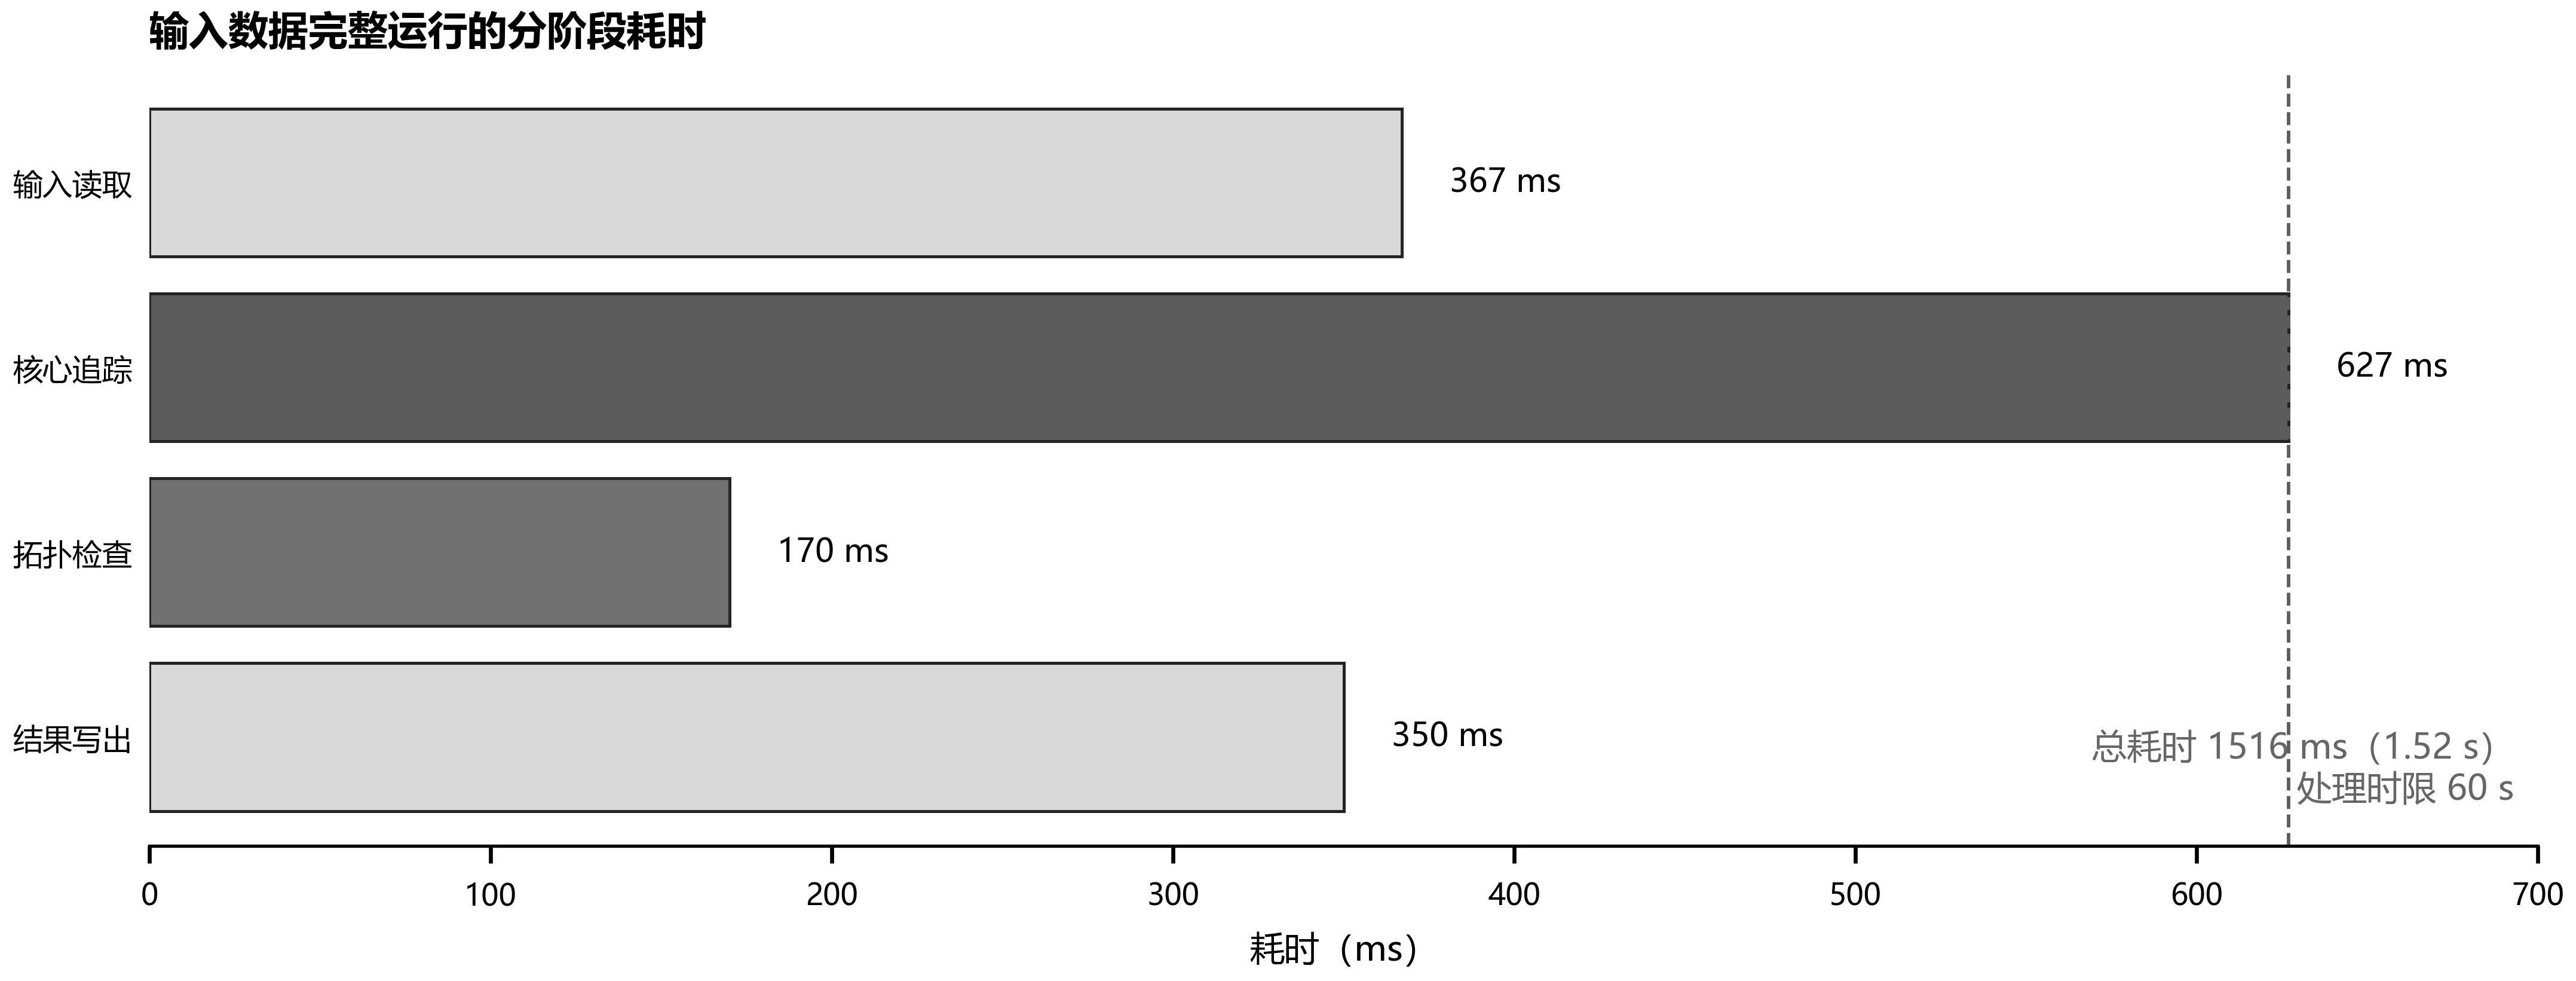 输入数据完整运行的分阶段耗时
输入读取
367 ms
核心追踪
627 ms
拓扑检查
170 ms
结果写出
350 ms
总耗时 1516 ms（1.52 s）
处理时限 60 s
0 100 200 300 400 500 600 700
耗时（ms）